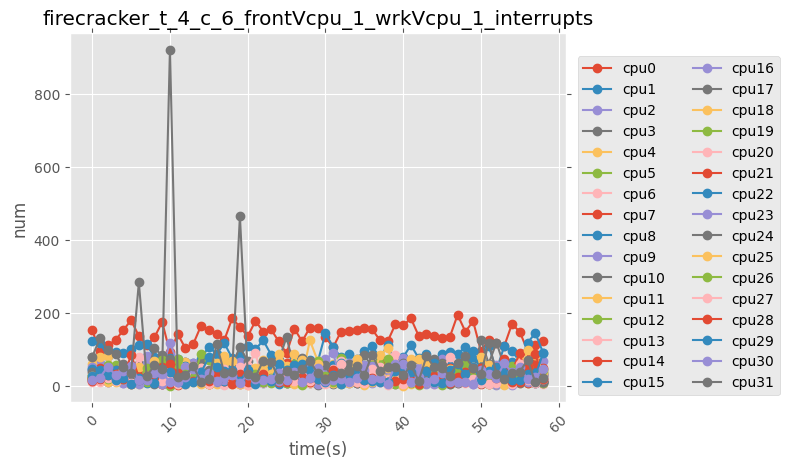 firecracker_t_4_c_6_frontVcpu_1_wrkVcpu_1_interrupts
800
600
400
200
0
num
0
10
20
30
40
50
60
time(s)
cpu0
cpu1
cpu2
cpu3
cpu4
cpu5
cpu6
cpu7
cpu8
cpu9
cpu10
cpu11
cpu12
cpu13
cpu14
cpu15
cpu16
cpu17
cpu18
cpu19
cpu20
cpu21
cpu22
cpu23
cpu24
cpu25
cpu26
cpu27
cpu28
cpu29
cpu30
cpu31